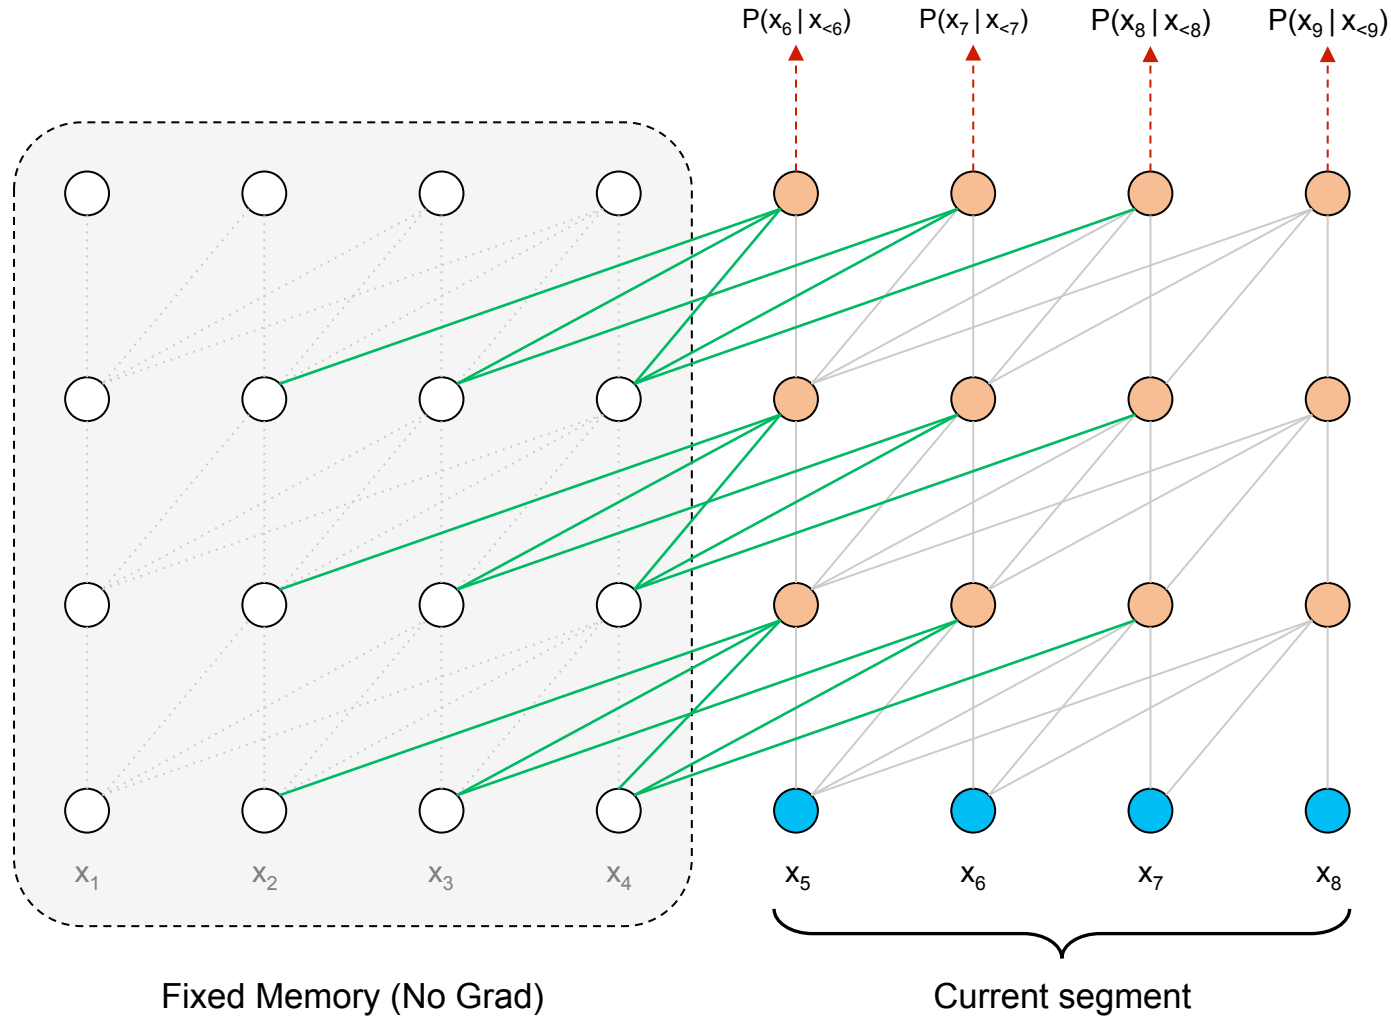 P(x₆|x<₆) P(x₇|x<₇) P(x₈|x<₈) P(x₉|x<₉)
x₁ x₂ x₃ x₄ x₅ x₆ x₇ x₈
Fixed Memory (No Grad) Current segment